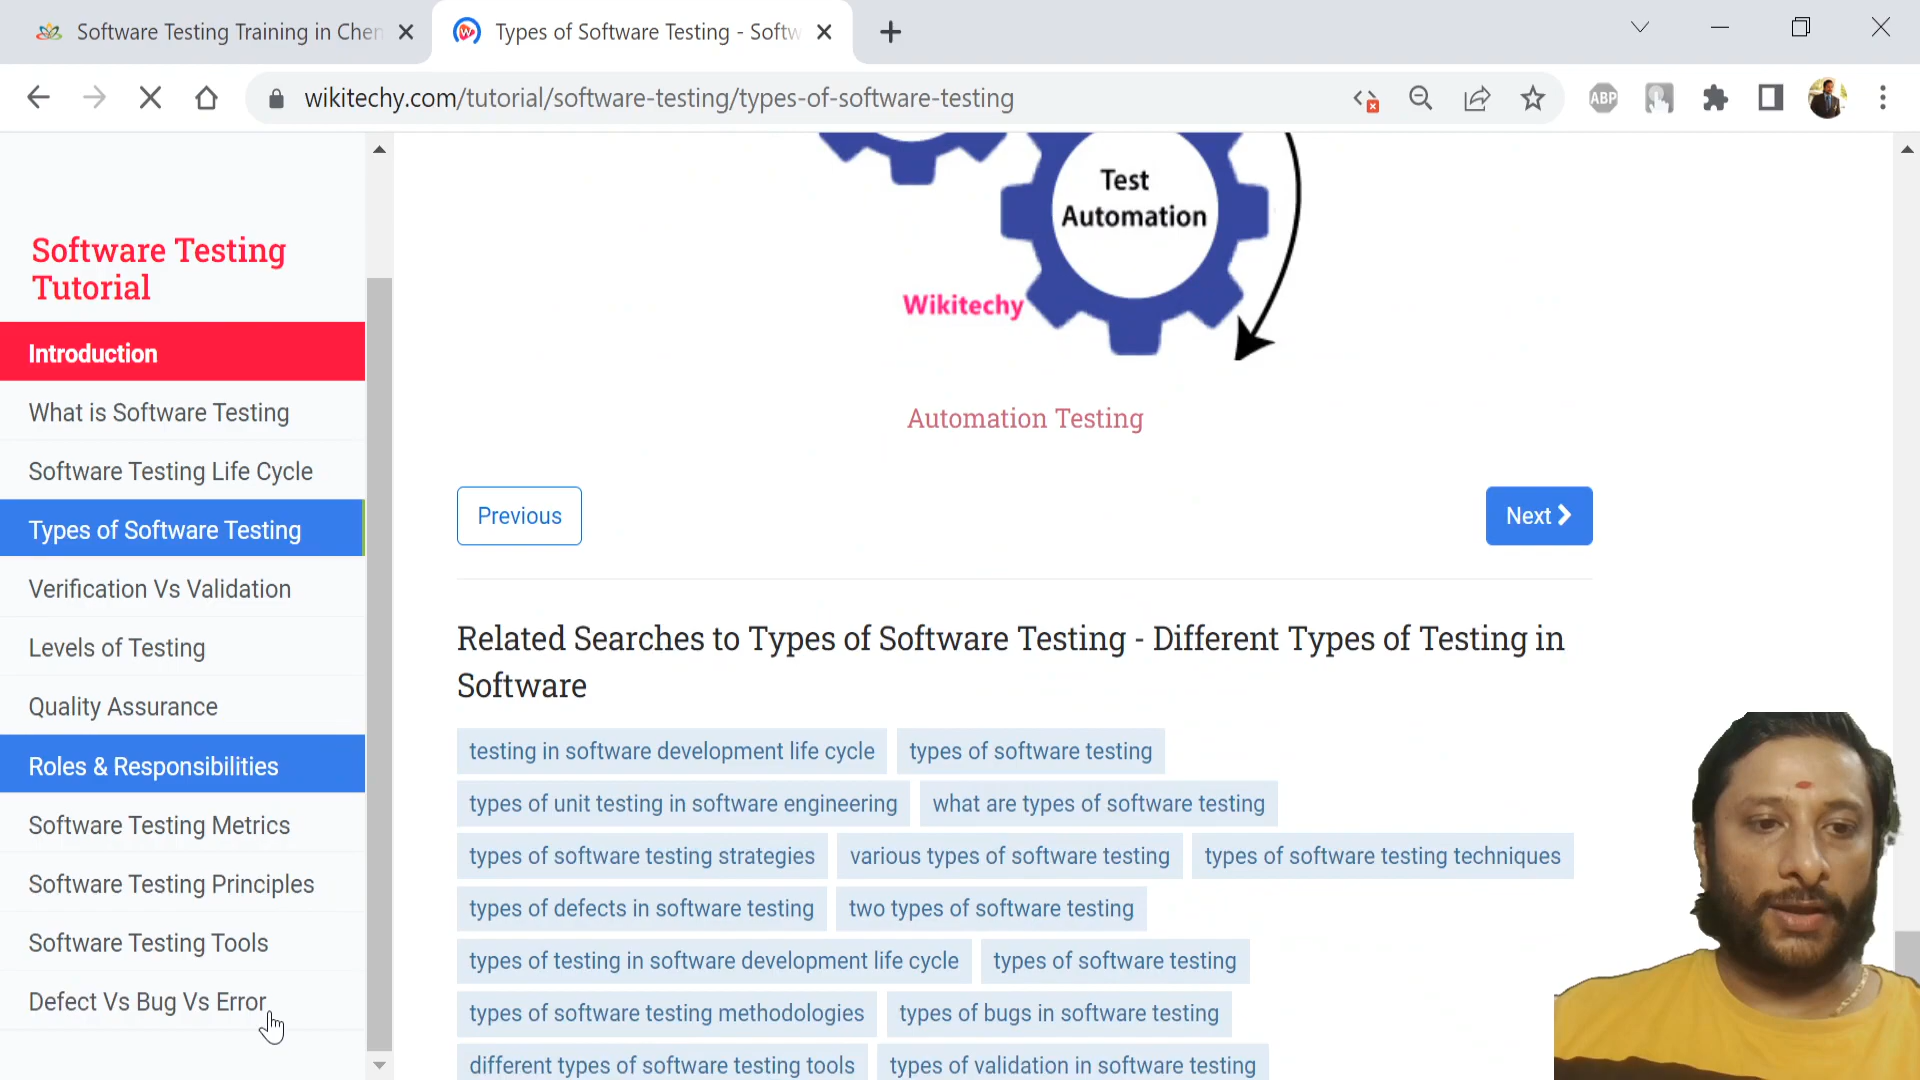 Software Testing Training in Chen
Types of Software Testing - Softw
wikitechy.com/tutorial/software-testing/types-of-software-testing
ABP
Software Testing
Tutorial
Introduction
What is Software Testing
Software Testing Life Cycle
Types of Software Testing
Verification Vs Validation
Levels of Testing
Quality Assurance
Roles & Responsibilities
Software Testing Metrics
Software Testing Principles
Software Testing Tools
Defect Vs Bug Vs Error
Test
Automation
Wikitechy
Automation Testing
Previous
Next
Related Searches to Types of Software Testing - Different Types of Testing in
Software
testing in software development life cycle
types of software testing
types of unit testing in software engineering
what are types of software testing
types of software testing strategies
various types of software testing
types of software testing techniques
types of defects in software testing
two types of software testing
types of testing in software development life cycle
types of software testing
types of software testing methodologies
types of bugs in software testing
different types of software testing tools
types of validation in software testing